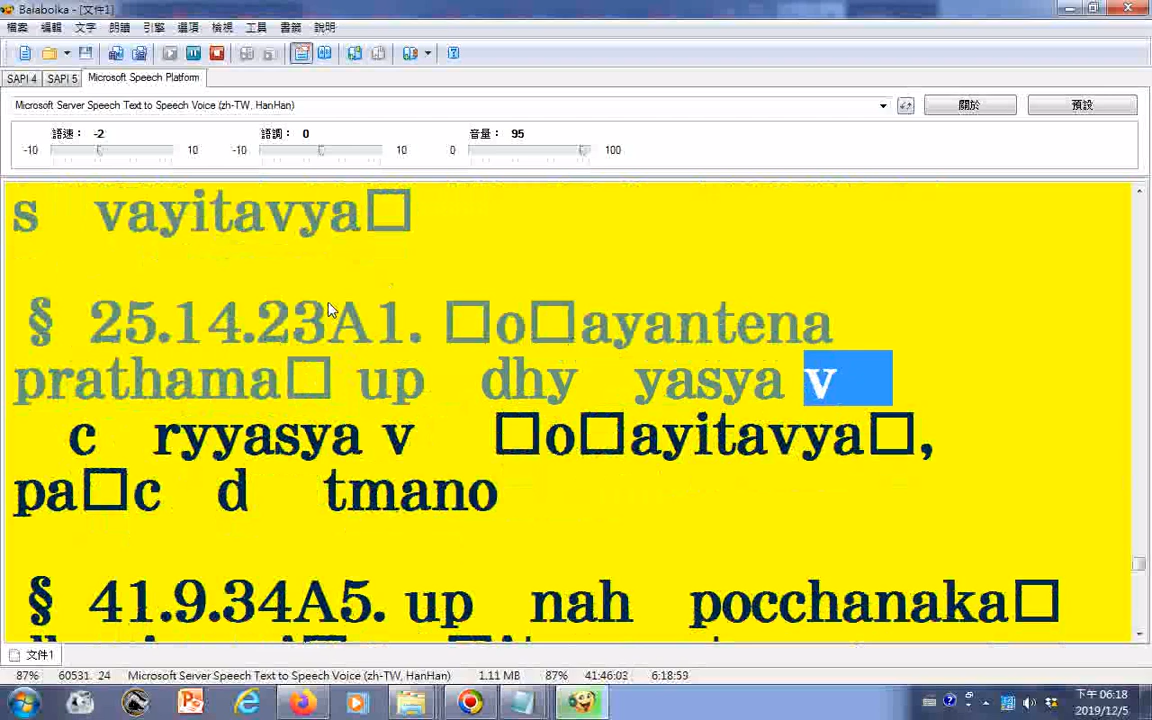 Balabolka - [文件1]
檔案 編輯 文字 朗讀 引擎 選項 檢視 工具 書籤 說明
SAPI 4 SAPI 5 Microsoft Speech Platform
Microsoft Server Speech Text to Speech Voice (zh-TW, HanHan) 關於 預設
語速： -2 語調： 0 音量： 95
-10 10 -10 10 0 100
s vayitavya□
§ 25.14.23A1. □o□ayantena
prathama□ up dhy yasya v
c ryyasya v □o□ayitavya□,
pa□c d tmano
§ 41.9.34A5. up nah pocchanaka□
文件1
87% 60531: 24 Microsoft Server Speech Text to Speech Voice (zh-TW, HanHan) 1.11 MB 87% 41:46:03 6:18:59
下午 06:18
2019/12/5